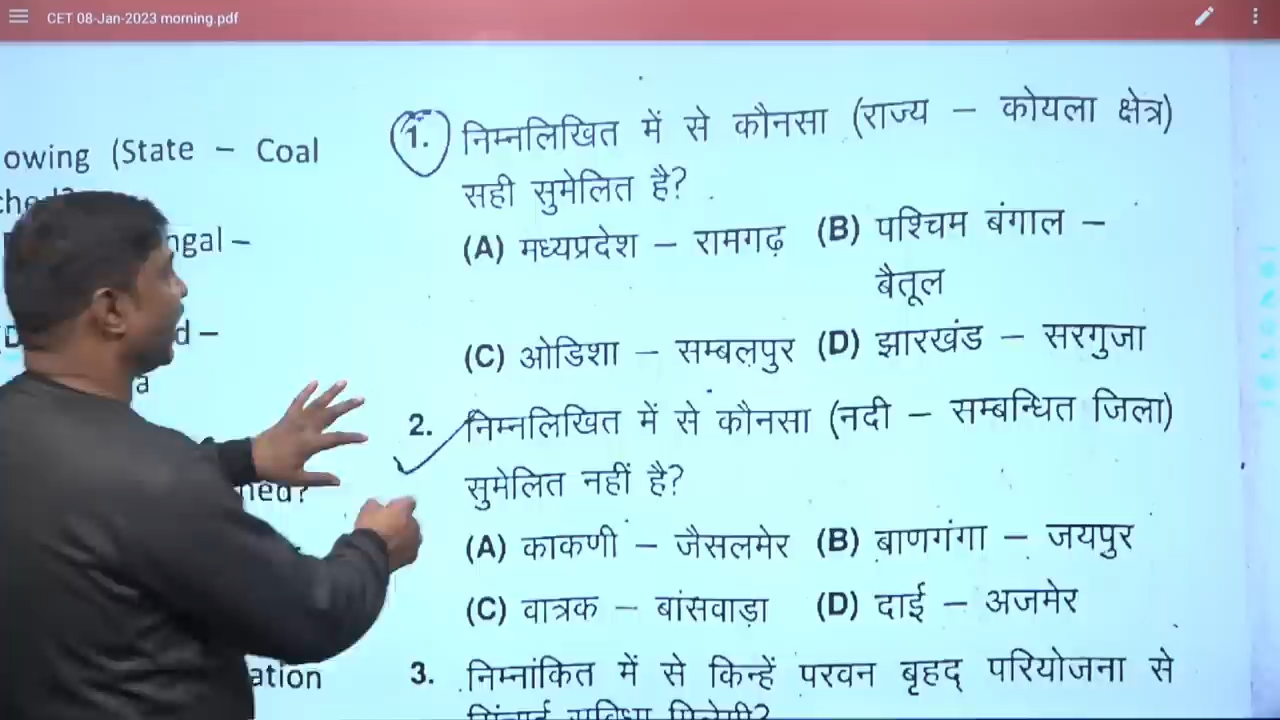 CET 08-Jan-2023 morning.pdf
owing (State – Coal
ngal –
d –
a
ned?
ation
1. निम्नलिखित में से कौनसा (राज्य – कोयला क्षेत्र)
सही सुमेलित है?
(A) मध्यप्रदेश – रामगढ़ (B) पश्चिम बंगाल –
बैतूल
(C) ओडिशा – सम्बलपुर (D) झारखंड – सरगुजा
2. निम्नलिखित में से कौनसा (नदी – सम्बन्धित जिला)
सुमेलित नहीं है?
(A) काकणी – जैसलमेर (B) बाणगंगा – जयपुर
(C) वात्रक – बांसवाड़ा (D) दाई – अजमेर
3. निम्नांकित में से किन्हें परवन बृहद् परियोजना से